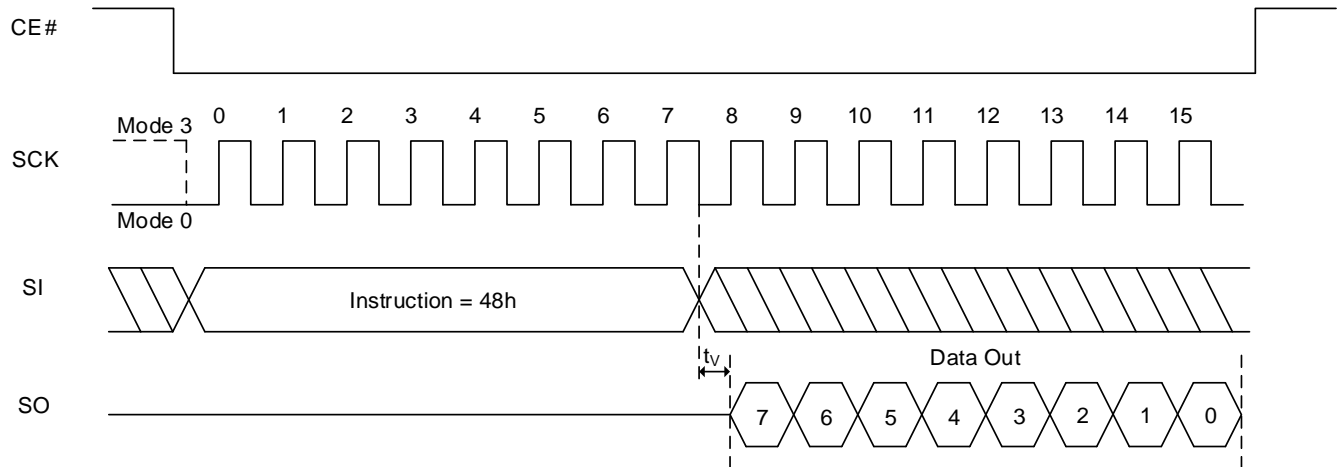 CE#
0 1 2 3 4 5 6 7 8 9 10 11 12 13 14 15
Mode 3
SCK
Mode 0
SI
Instruction = 48h
tV
Data Out
SO
7 6 5 4 3 2 1 0